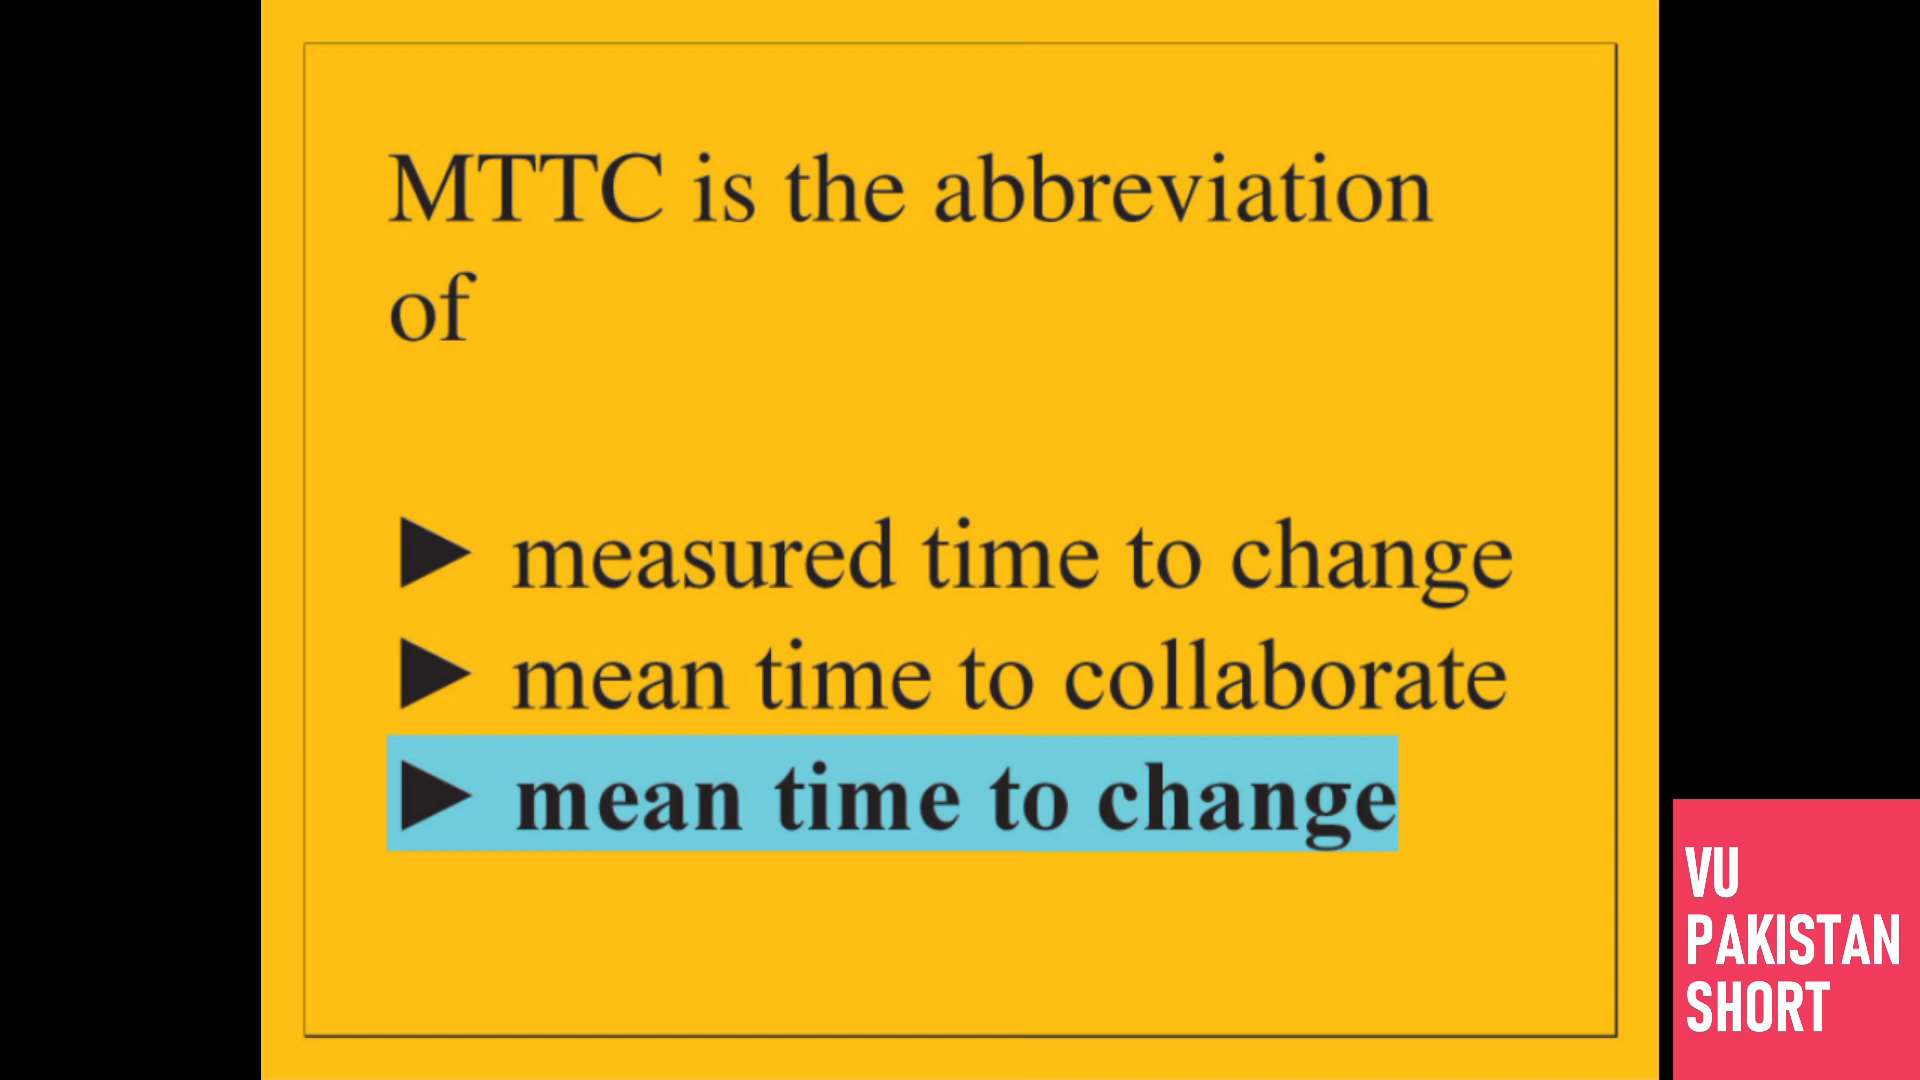 MTTC is the abbreviation
of
► measured time to change
► mean time to collaborate
► mean time to change
VU
PAKISTAN
SHORT